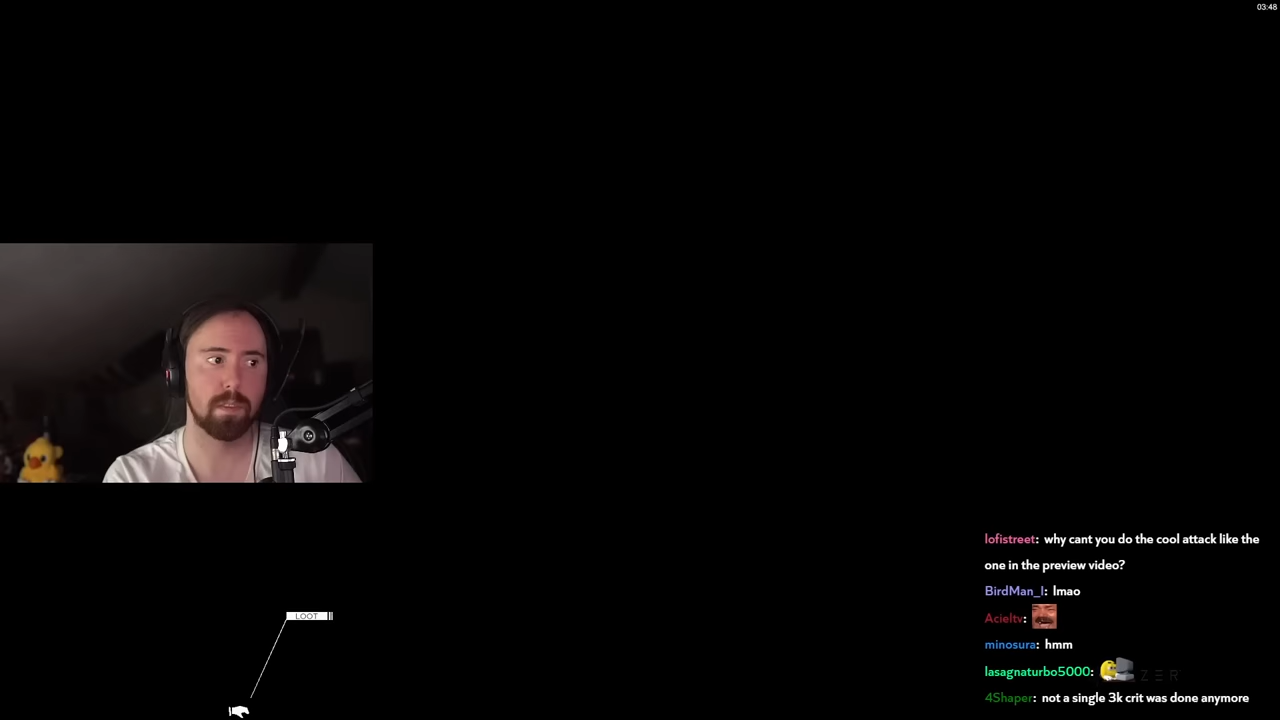 03:48
lofistreet: why cant you do the cool attack like the
one in the preview video?
BirdMan_I: lmao
Acieltv:
minosura: hmm
LOOT
lasagnaturbo5000:
4Shaper: not a single 3k crit was done anymore